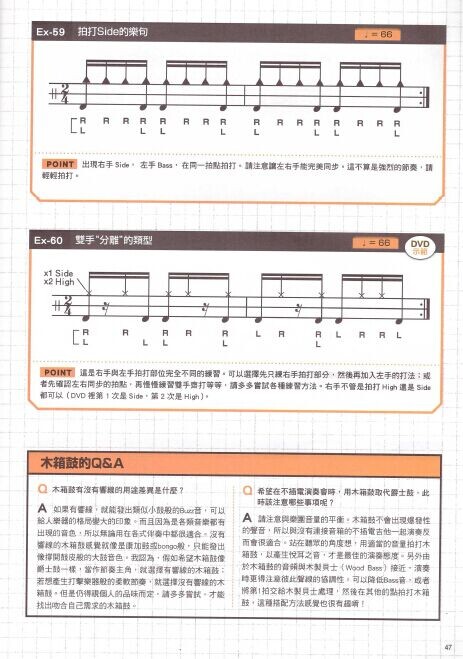 Ex-59 拍打Side的樂句
♩= 66
2
4
R R R R R R R R R R R R R R R R
L L L L L L
POINT 出現右手 Side， 左手 Bass， 在同一拍點拍打。請注意讓左右手能完美同步。這不算是強烈的節奏，請
輕輕拍打。
Ex-60 雙手“分離”的類型
♩= 66
DVD
示範
x1 Side
x2 High
2
4
POINT 這是右手與左手拍打部位完全不同的練習。可以選擇先只練右手拍打部分，然後再加入左手的打法；或
者先確認左右同步的拍點，再慢慢練習雙手齊打等等，請多多嘗試各種練習方法。右手不管是拍打 High 還是 Side
都可以（DVD 裡第 1 次是 Side，第 2 次是 High）。
木箱鼓的Q&A
Q 木箱鼓有沒有響線的用途差異是什麼？
A 如果有響線，就能發出類似小鼓般的Buzz音，可以
給人樂器的格局變大的印象。而且因為是各類音樂都有
出現的音色，所以無論用在各式伴奏中都很適合。沒有
響線的木箱鼓感覺就像是康加鼓或bongo般，只能發出
像撐開鼓皮般的大鼓音色。我認為，假如希望木箱鼓像
爵士鼓一樣，當作節奏主角，就選擇有響線的木箱鼓；
若想產生打擊樂器般的柔軟節奏，就選擇沒有響線的木
箱鼓。但是仍得視個人的品味而定，請多多嘗試，才能
找出吻合自己需求的木箱鼓。
Q 希望在不插電演奏會時，用木箱鼓取代爵士鼓，此
時該注意哪些事項呢？
A 請注意與樂團音量的平衡。木箱鼓不會出現爆發性
的聲音，所以與沒有連接音箱的不插電吉他一起演奏反
而會很適合。站在聽眾的角度想，用適當的音量拍打木
箱鼓，以產生悅耳之音，才是最佳的演奏態度。另外由
於木箱鼓的音頻與木製貝士（Wood Bass）接近，演奏
時更得注意彼此聲線的協調性。可以降低Bass音，或者
將第1拍交給木製貝士處理，然後在其他的點拍打木箱
鼓，這種搭配方法感覺也很有趣唷！
47